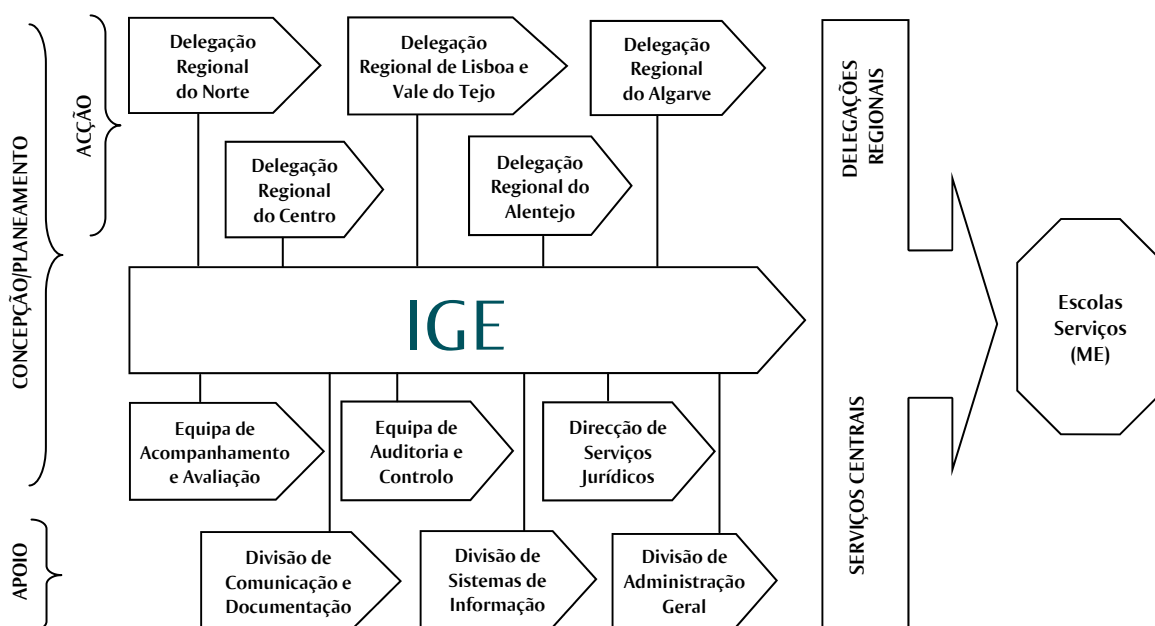 CONCEPÇÃO/PLANEAMENTO
ACÇÃO
Delegação
Regional
do Norte
Delegação
Regional de Lisboa e
Vale do Tejo
Delegação
Regional
do Algarve
Delegação
Regional
do Centro
Delegação
Regional do
Alentejo
IGE
Equipa de
Acompanhamento
e Avaliação
Equipa de
Auditoria e
Controlo
Direcção de
Serviços
Jurídicos
APOIO
Divisão de
Comunicação e
Documentação
Divisão de
Sistemas de
Informação
Divisão de
Administração
Geral
DELEGAÇÕES
REGIONAIS
SERVIÇOS CENTRAIS
Escolas
Serviços
(ME)